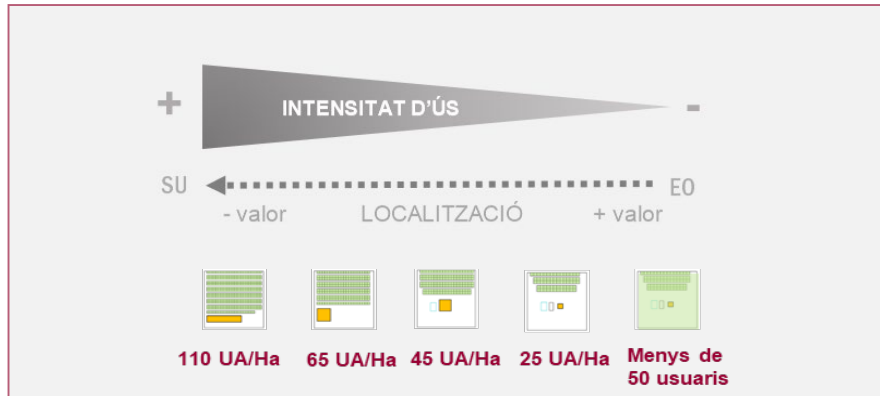 + INTENSITAT D'ÚS -
SU EO
- valor LOCALITZACIÓ + valor
110 UA/Ha 65 UA/Ha 45 UA/Ha 25 UA/Ha Menys de
50 usuaris